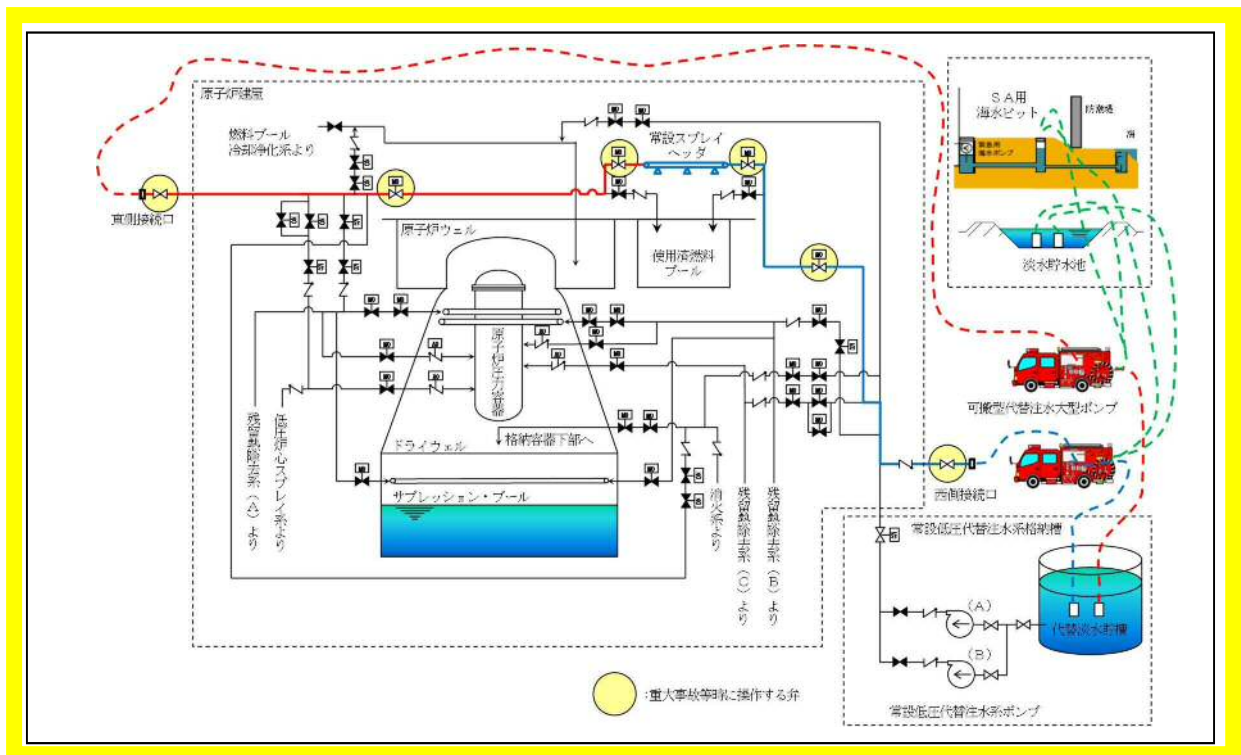 原子炉建屋
燃料プール
冷却浄化系より
常設スプレイ
ヘッダ
東側接続口
原子炉ウェル
使用済燃料
プール
原子炉圧力容器
ドライウェル
格納容器下部へ
サプレッション・プール
残留熱除去系(A)より
低圧炉心スプレイ系より
消火系より
残留熱除去系(C)より
残留熱除去系(B)より
SA用
海水ピット
防潮堤
海
緊急用
海水ポンプ
淡水貯水池
可搬型代替注水大型ポンプ
西側接続口
常設低圧代替注水系格納槽
(A)
(B)
代替淡水貯槽
常設低圧代替注水系ポンプ
:重大事故等時に操作する弁